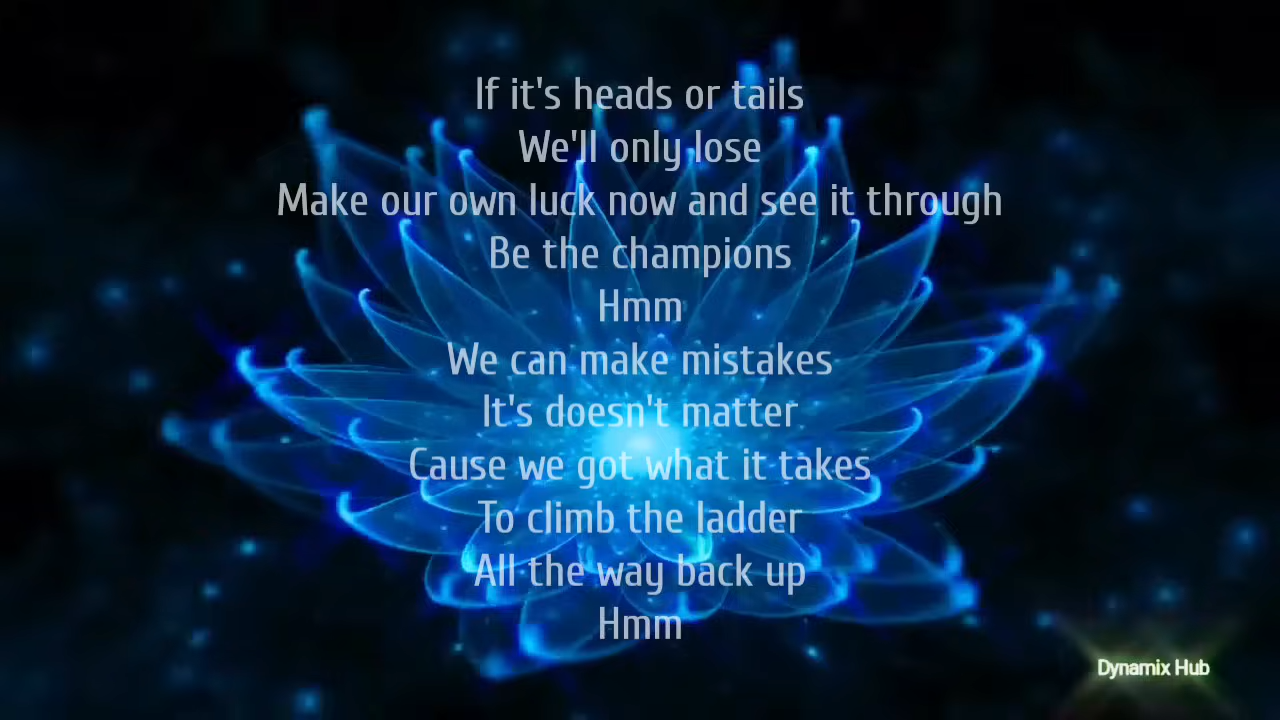 If it's heads or tails
We'll only lose
Make our own luck now and see it through
Be the champions
Hmm
We can make mistakes
It's doesn't matter
Cause we got what it takes
To climb the ladder
All the way back up
Hmm
Dynamix Hub